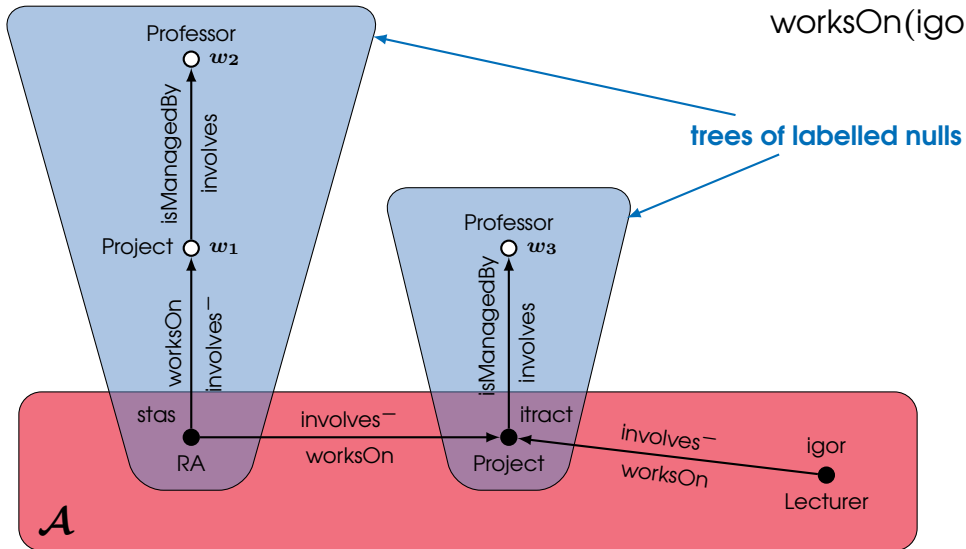 worksOn(igo
Professor
w₂
isManagedBy
involves
trees of labelled nulls
Project
w₁
Professor
w₃
worksOn
involves⁻
isManagedBy
involves
stas
RA
involves⁻
worksOn
itract
Project
involves⁻
worksOn
igor
Lecturer
𝓐